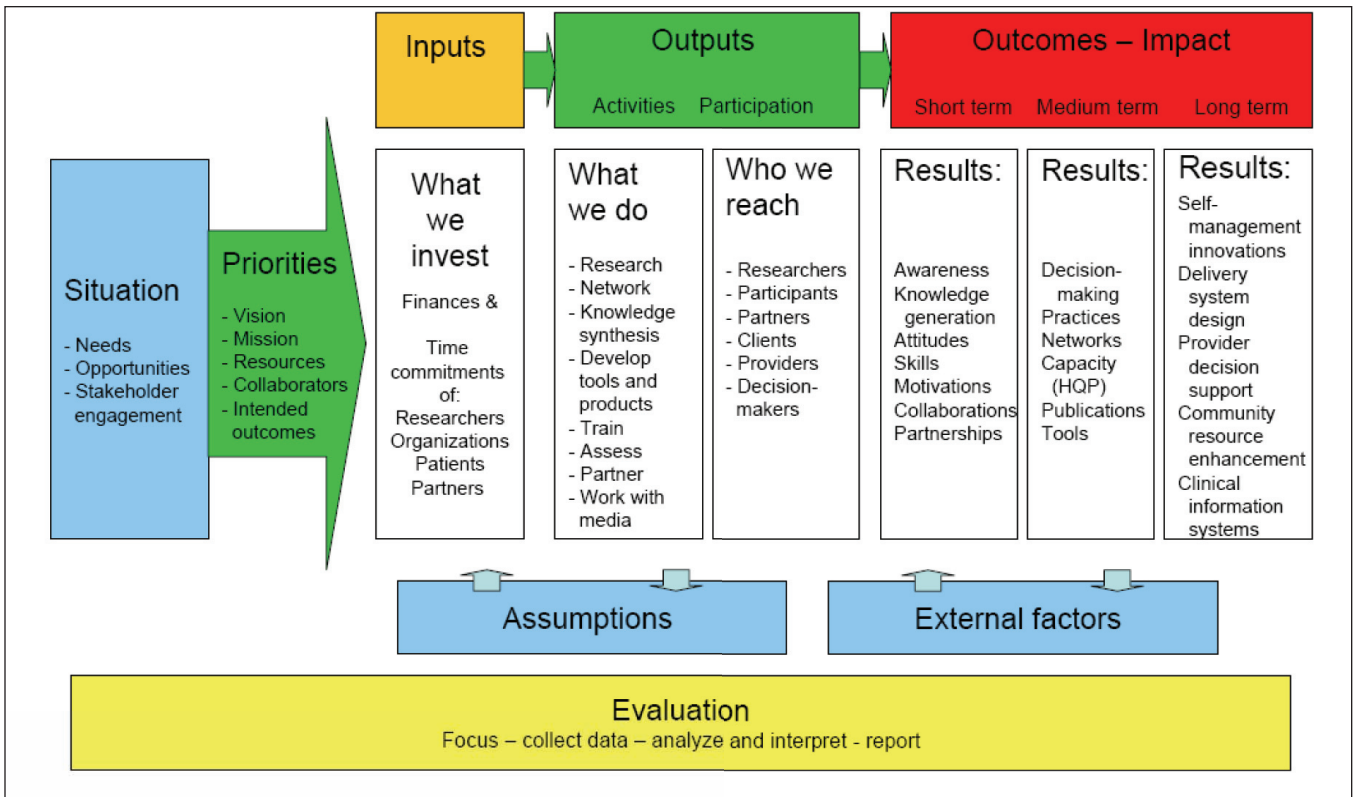 Inputs
Outputs
Activities Participation
Outcomes – Impact
Short term Medium term Long term
Situation
- Needs
- Opportunities
- Stakeholder
engagement
Priorities
- Vision
- Mission
- Resources
- Collaborators
- Intended
outcomes
What
we
invest
Finances &
Time
commitments
of:
Researchers
Organizations
Patients
Partners
What
we do
- Research
- Network
- Knowledge
synthesis
- Develop
tools and
products
- Train
- Assess
- Partner
- Work with
media
Who we
reach
- Researchers
- Participants
- Partners
- Clients
- Providers
- Decision-
makers
Results:
Awareness
Knowledge
generation
Attitudes
Skills
Motivations
Collaborations
Partnerships
Results:
Decision-
making
Practices
Networks
Capacity
(HQP)
Publications
Tools
Results:
Self-
management
innovations
Delivery
system
design
Provider
decision
support
Community
resource
enhancement
Clinical
information
systems
Assumptions
External factors
Evaluation
Focus – collect data – analyze and interpret - report